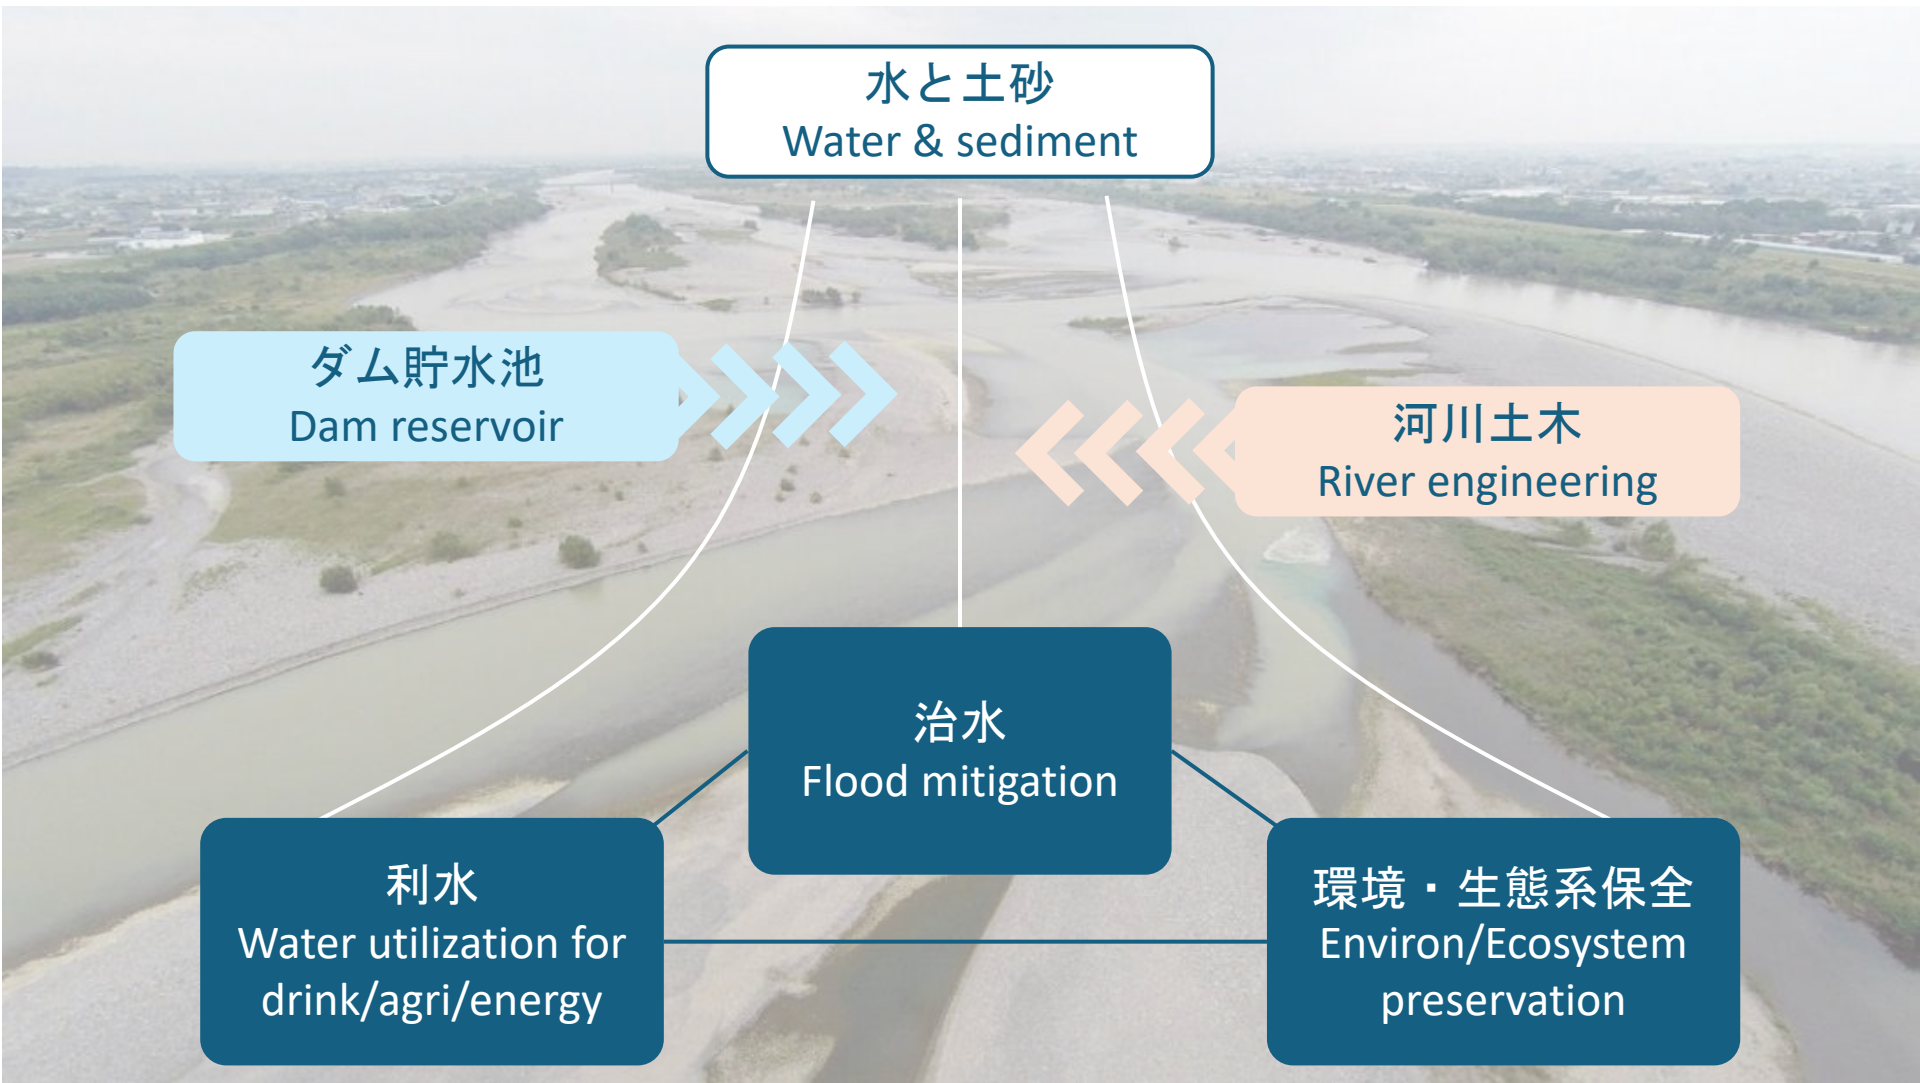 水と土砂
Water & sediment
ダム貯水池
Dam reservoir
河川土木
River engineering
治水
Flood mitigation
利水
Water utilization for
drink/agri/energy
環境・生態系保全
Environ/Ecosystem
preservation